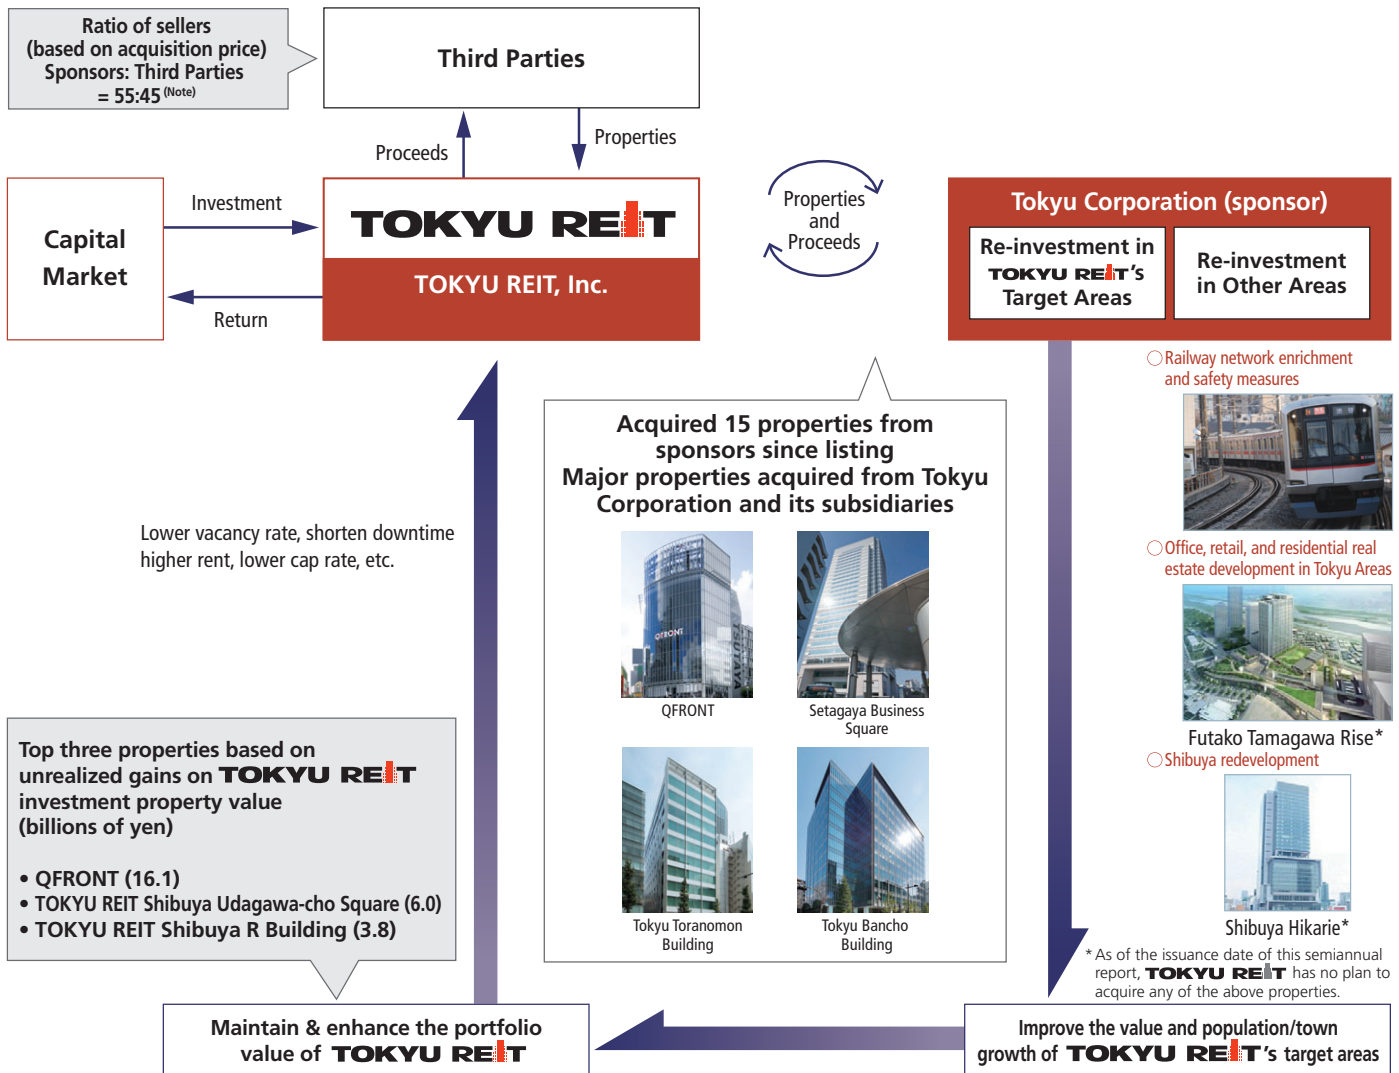 Ratio of sellers
(based on acquisition price)
Sponsors: Third Parties
= 55:45 (Note)
Third Parties
Proceeds
Properties
Capital
Market
Investment
Return
TOKYU REIT
TOKYU REIT, Inc.
Properties
and
Proceeds
Tokyu Corporation (sponsor)
Re-investment in
TOKYU REIT's
Target Areas
Re-investment
in Other Areas
○Railway network enrichment
and safety measures
○Office, retail, and residential real
estate development in Tokyu Areas
Futako Tamagawa Rise*
○Shibuya redevelopment
Shibuya Hikarie*
* As of the issuance date of this semiannual
report, TOKYU REIT has no plan to
acquire any of the above properties.
Acquired 15 properties from
sponsors since listing
Major properties acquired from Tokyu
Corporation and its subsidiaries
QFRONT
TSUTAYA
QFRONT
Setagaya Business
Square
Tokyu Toranomon
Building
Tokyu Bancho
Building
Lower vacancy rate, shorten downtime
higher rent, lower cap rate, etc.
Top three properties based on
unrealized gains on TOKYU REIT
investment property value
(billions of yen)
• QFRONT (16.1)
• TOKYU REIT Shibuya Udagawa-cho Square (6.0)
• TOKYU REIT Shibuya R Building (3.8)
Maintain & enhance the portfolio
value of TOKYU REIT
Improve the value and population/town
growth of TOKYU REIT's target areas